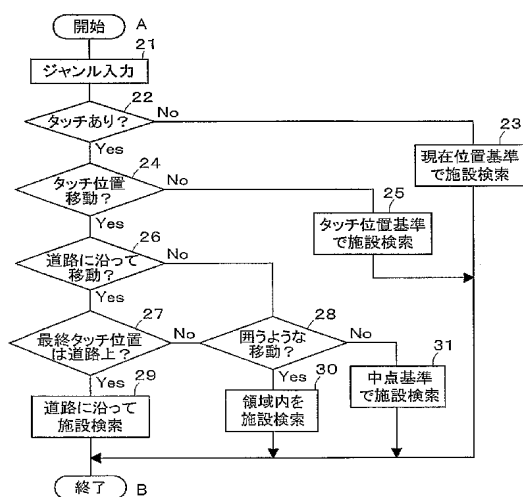 開始 A
21
ジャンル入力
22
タッチあり?
No
Yes
23
現在位置基準
で施設検索
24
タッチ位置
移動?
No
Yes
25
タッチ位置基準
で施設検索
26
道路に沿って
移動?
No
Yes
27
最終タッチ位置
は道路上?
No
Yes
28
囲うような
移動?
No
Yes
29
道路に沿って
施設検索
30
領域内を
施設検索
31
中点基準
で施設検索
終了 B